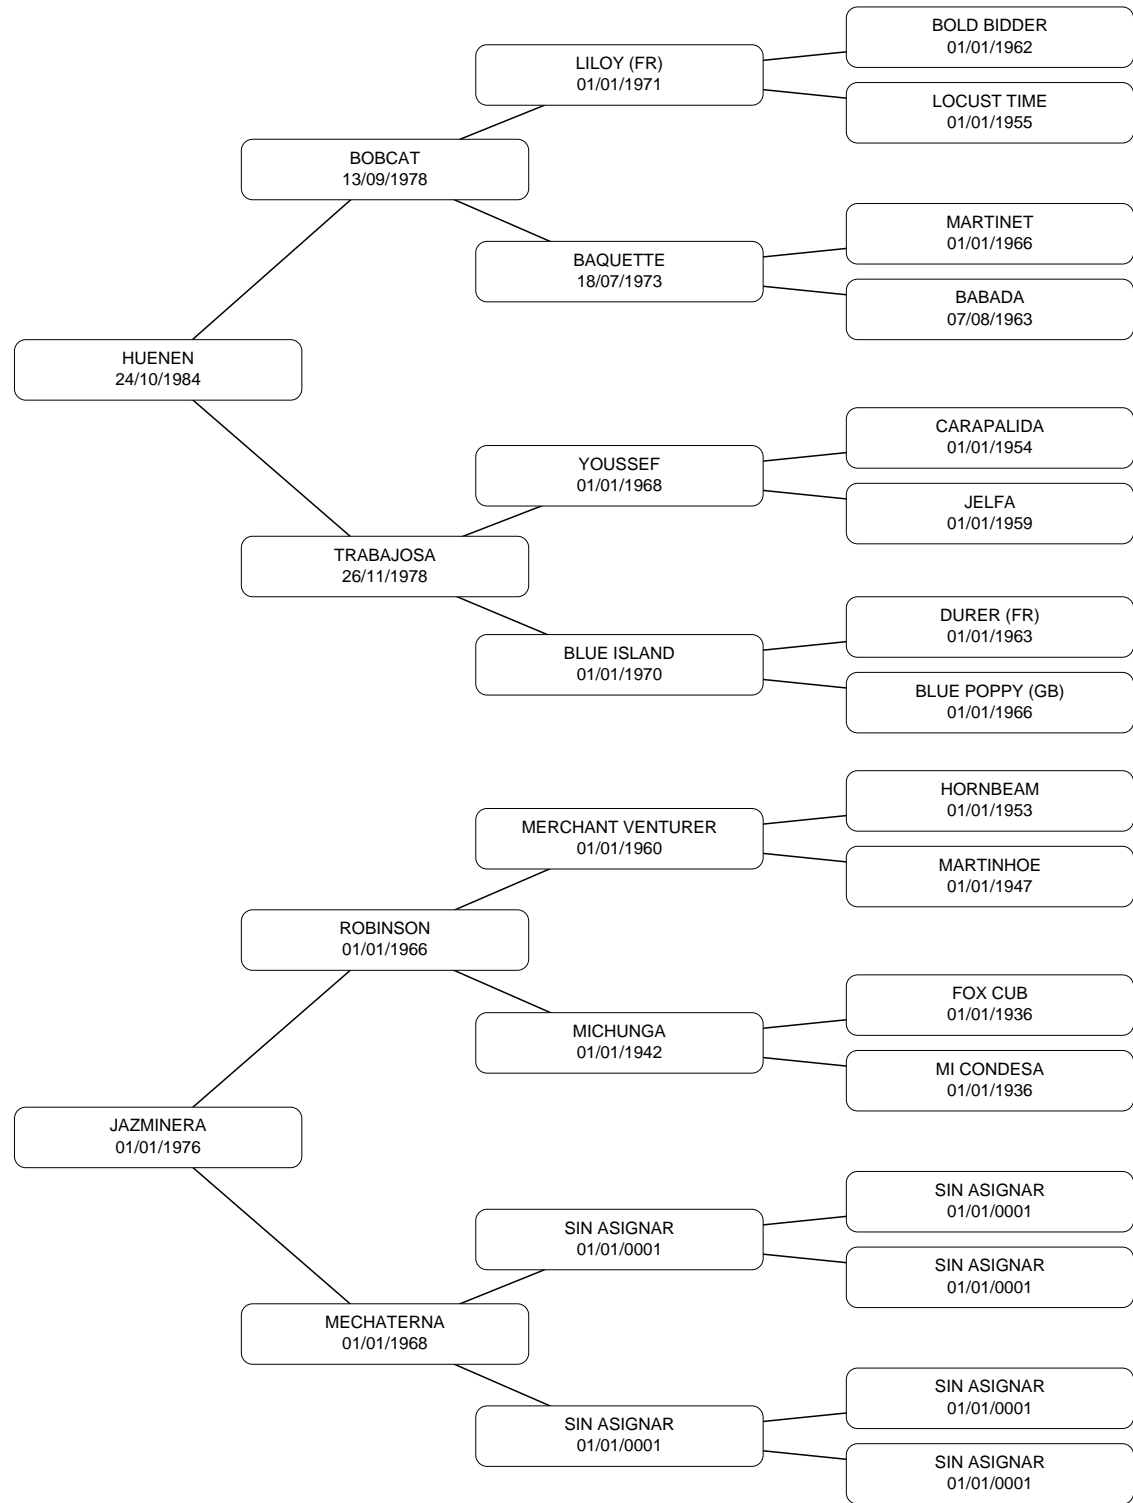 BOLD BIDDER
01/01/1962
LILOY (FR)
01/01/1971
LOCUST TIME
01/01/1955
BOBCAT
13/09/1978
MARTINET
01/01/1966
BAQUETTE
18/07/1973
BABADA
07/08/1963
HUENEN
24/10/1984
CARAPALIDA
01/01/1954
YOUSSEF
01/01/1968
JELFA
01/01/1959
TRABAJOSA
26/11/1978
DURER (FR)
01/01/1963
BLUE ISLAND
01/01/1970
BLUE POPPY (GB)
01/01/1966
HORNBEAM
01/01/1953
MERCHANT VENTURER
01/01/1960
MARTINHOE
01/01/1947
ROBINSON
01/01/1966
FOX CUB
01/01/1936
MICHUNGA
01/01/1942
MI CONDESA
01/01/1936
JAZMINERA
01/01/1976
SIN ASIGNAR
01/01/0001
SIN ASIGNAR
01/01/0001
SIN ASIGNAR
01/01/0001
MECHATERNA
01/01/1968
SIN ASIGNAR
01/01/0001
SIN ASIGNAR
01/01/0001
SIN ASIGNAR
01/01/0001